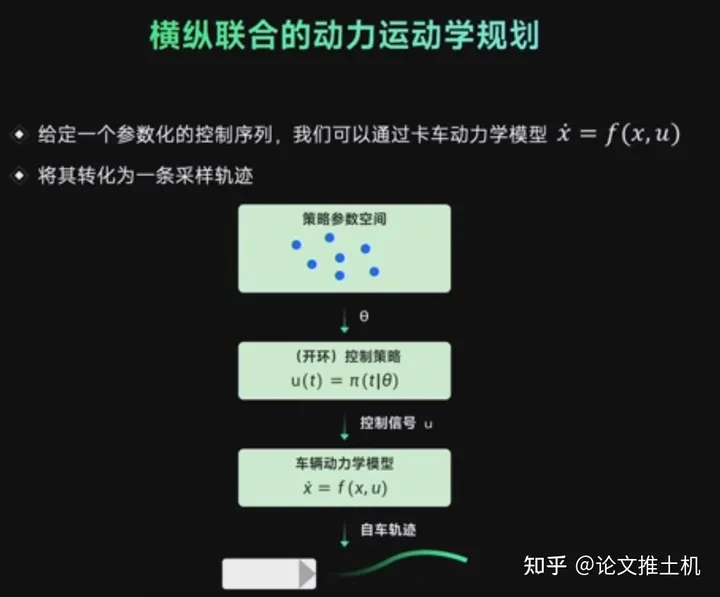 横纵联合的动力运动学规划
给定一个参数化的控制序列，我们可以通过卡车动力学模型 ẋ = f(x, u)
将其转化为一条采样轨迹
策略参数空间
θ
（开环）控制策略
u(t) = π(t|θ)
控制信号 u
车辆动力学模型
ẋ = f(x, u)
自车轨迹
知乎 @论文推土机